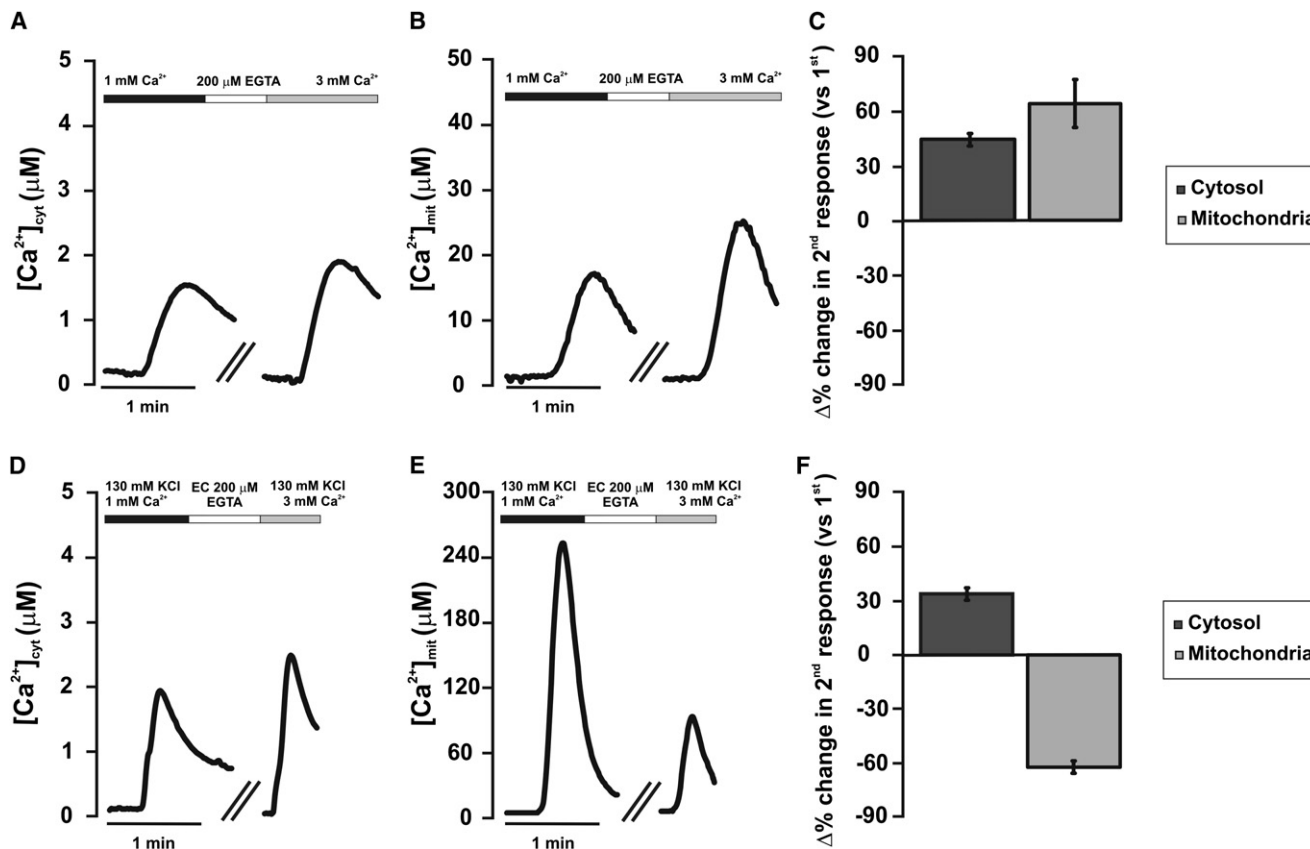 A
5
4
3
2
1
0
[Ca²⁺]cyt (μM)
1 mM Ca²⁺ 200 μM EGTA 3 mM Ca²⁺
1 min
B
50
40
30
20
10
0
[Ca²⁺]mit (μM)
1 mM Ca²⁺ 200 μM EGTA 3 mM Ca²⁺
1 min
C
90
60
30
0
-30
-60
-90
Δ% change in 2nd response (vs 1st)
Cytosol
Mitochondria
D
5
4
3
2
1
0
[Ca²⁺]cyt (μM)
130 mM KCl EC 200 μM 130 mM KCl
1 mM Ca²⁺ EGTA 3 mM Ca²⁺
1 min
E
300
240
180
120
60
0
[Ca²⁺]mit (μM)
130 mM KCl EC 200 μM 130 mM KCl
1 mM Ca²⁺ EGTA 3 mM Ca²⁺
1 min
F
90
60
30
0
-30
-60
-90
Δ% change in 2nd response (vs 1st)
Cytosol
Mitochondria